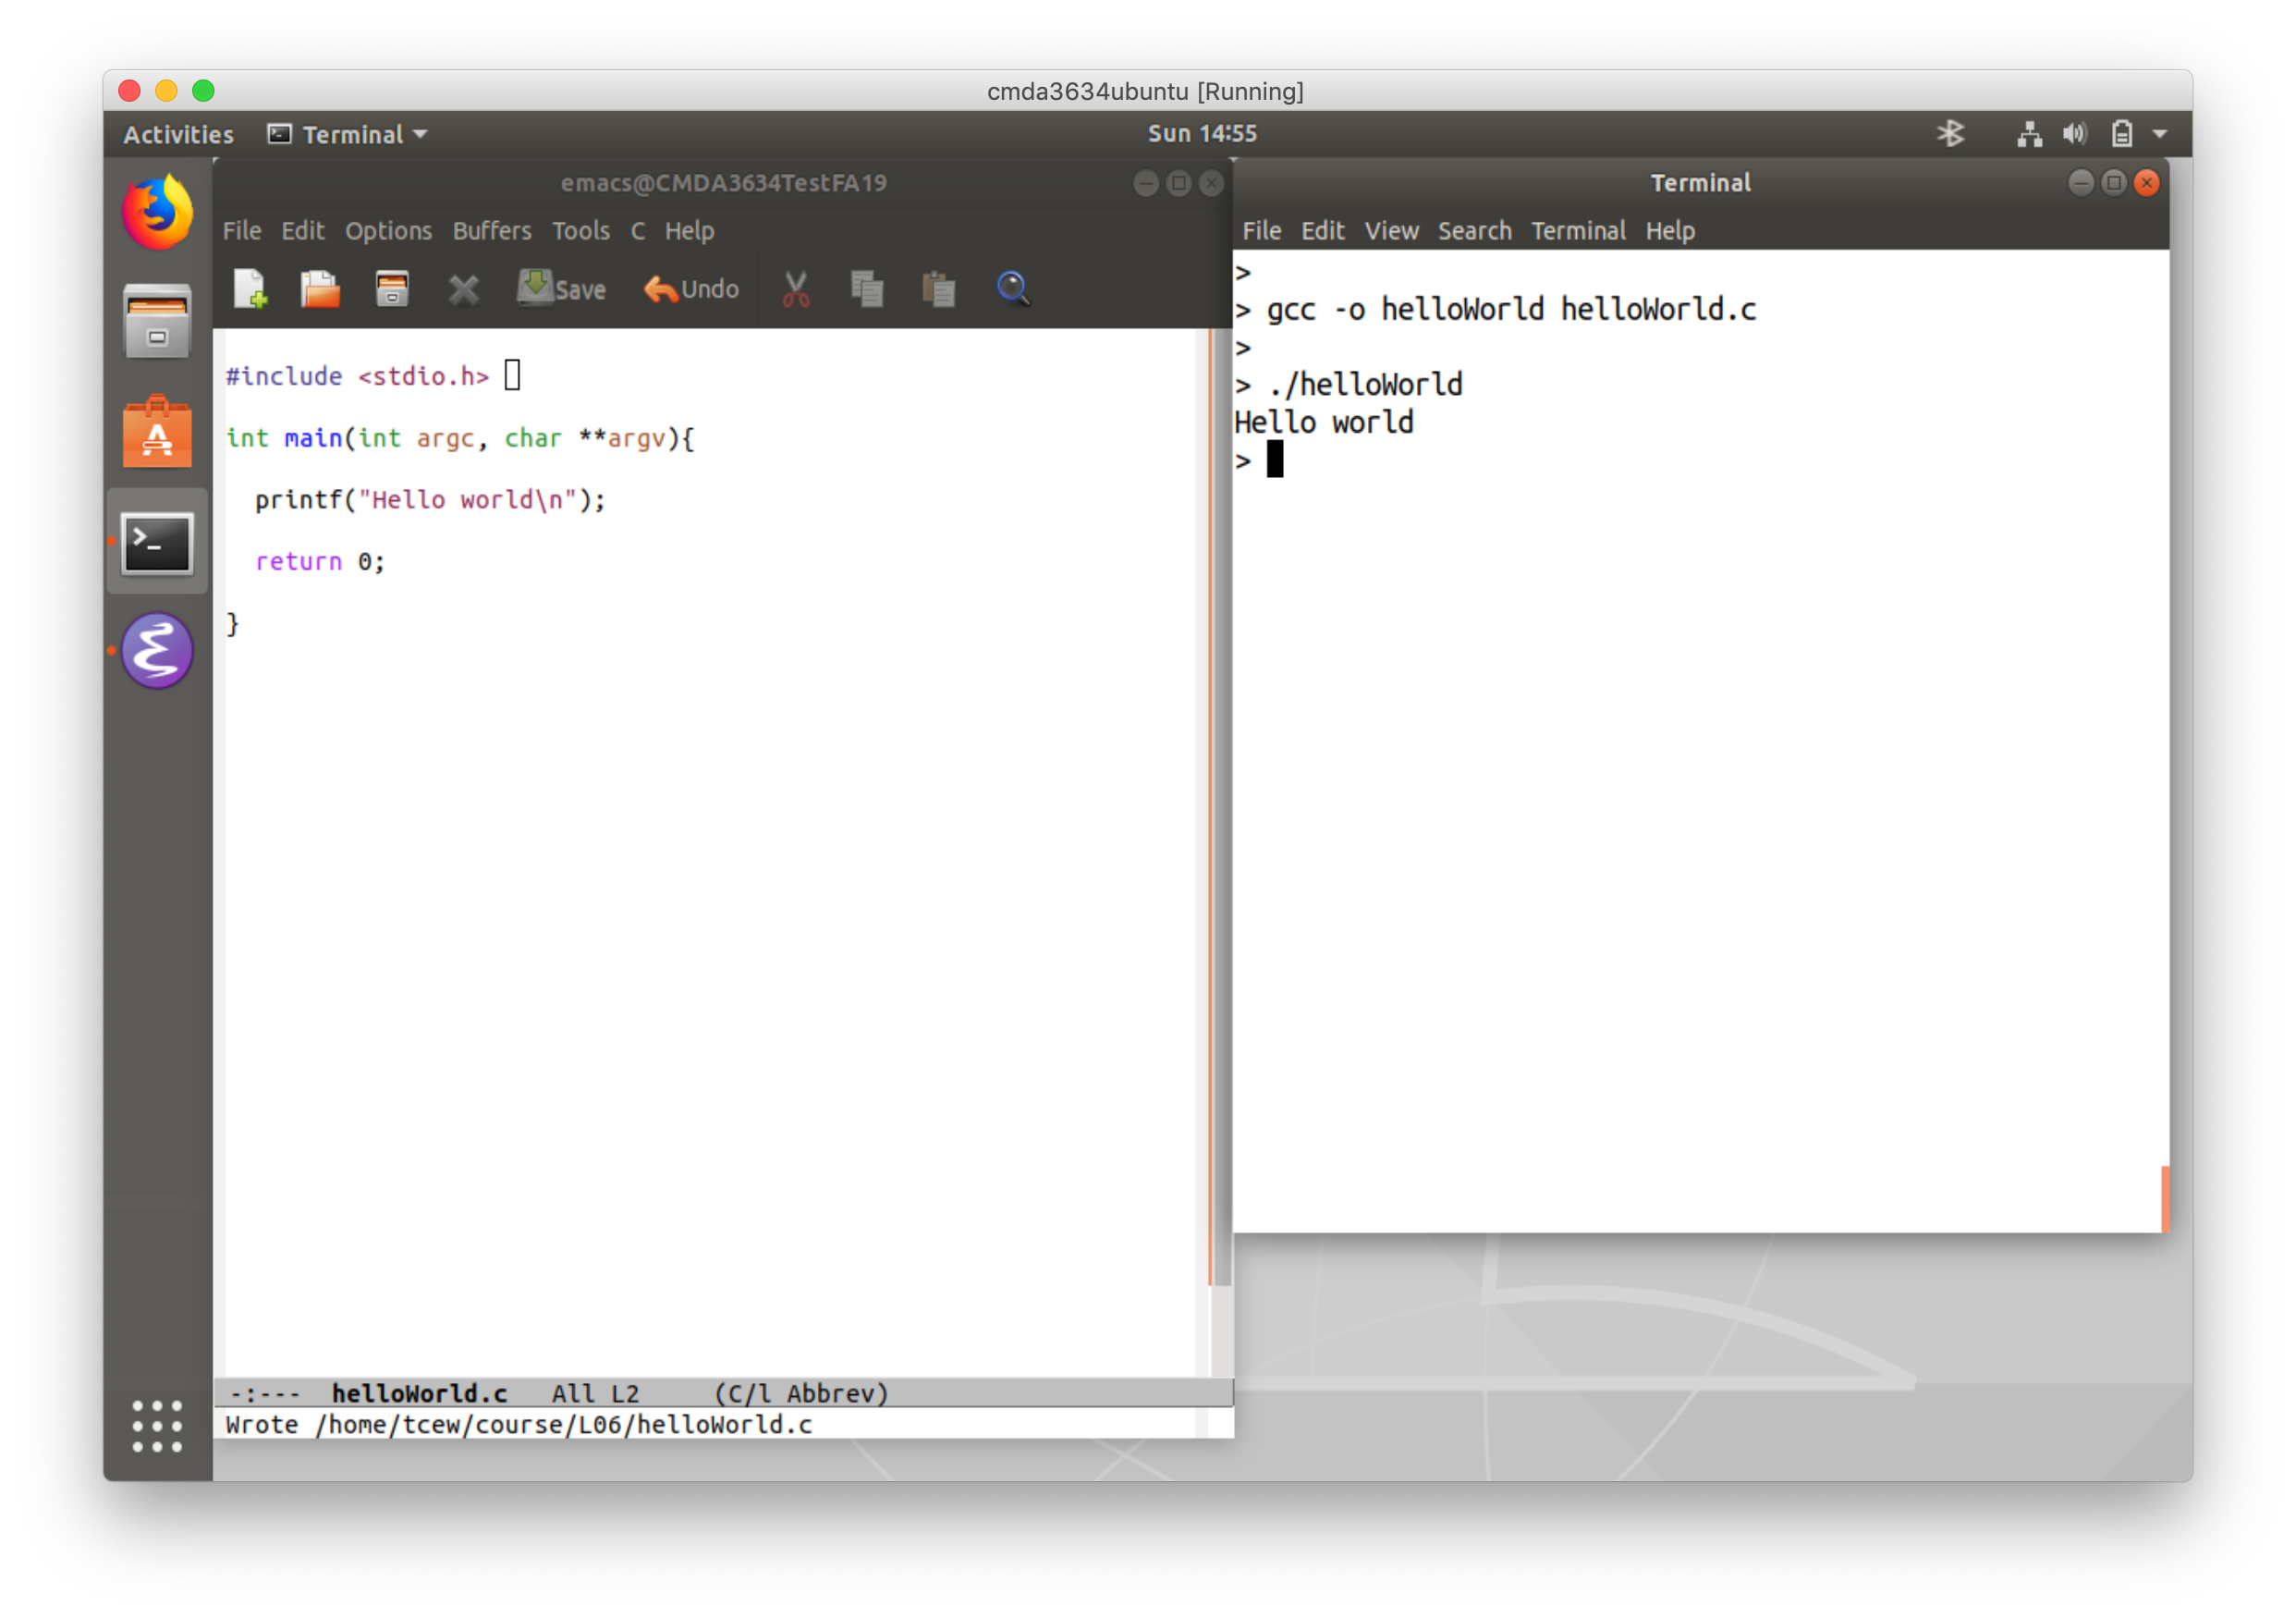 cmda3634ubuntu [Running]
Activities Terminal Sun 14:55
emacs@CMDA3634TestFA19
File Edit Options Buffers Tools C Help
Save Undo
#include <stdio.h>
int main(int argc, char **argv){
printf("Hello world\n");
return 0;
}
-:--- helloWorld.c All L2 (C/l Abbrev)
Wrote /home/tcew/course/L06/helloWorld.c
Terminal
File Edit View Search Terminal Help
>
> gcc -o helloWorld helloWorld.c
>
> ./helloWorld
Hello world
>